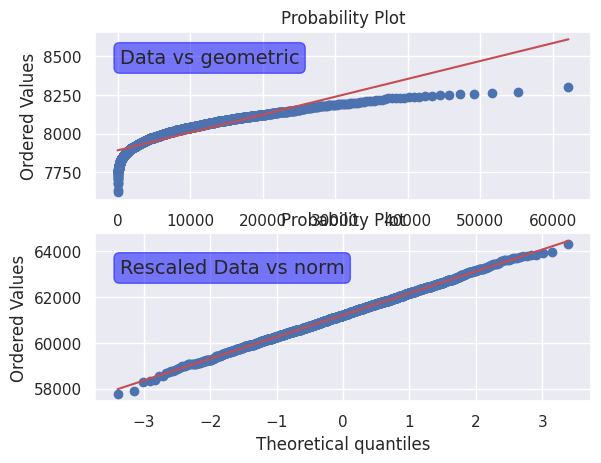 Probability Plot
Data vs geometric
Ordered Values
8500
8250
8000
7750
0 10000 20000 30000 40000 50000 60000
Probability Plot
Rescaled Data vs norm
Ordered Values
64000
62000
60000
58000
−3 −2 −1 0 1 2 3
Theoretical quantiles